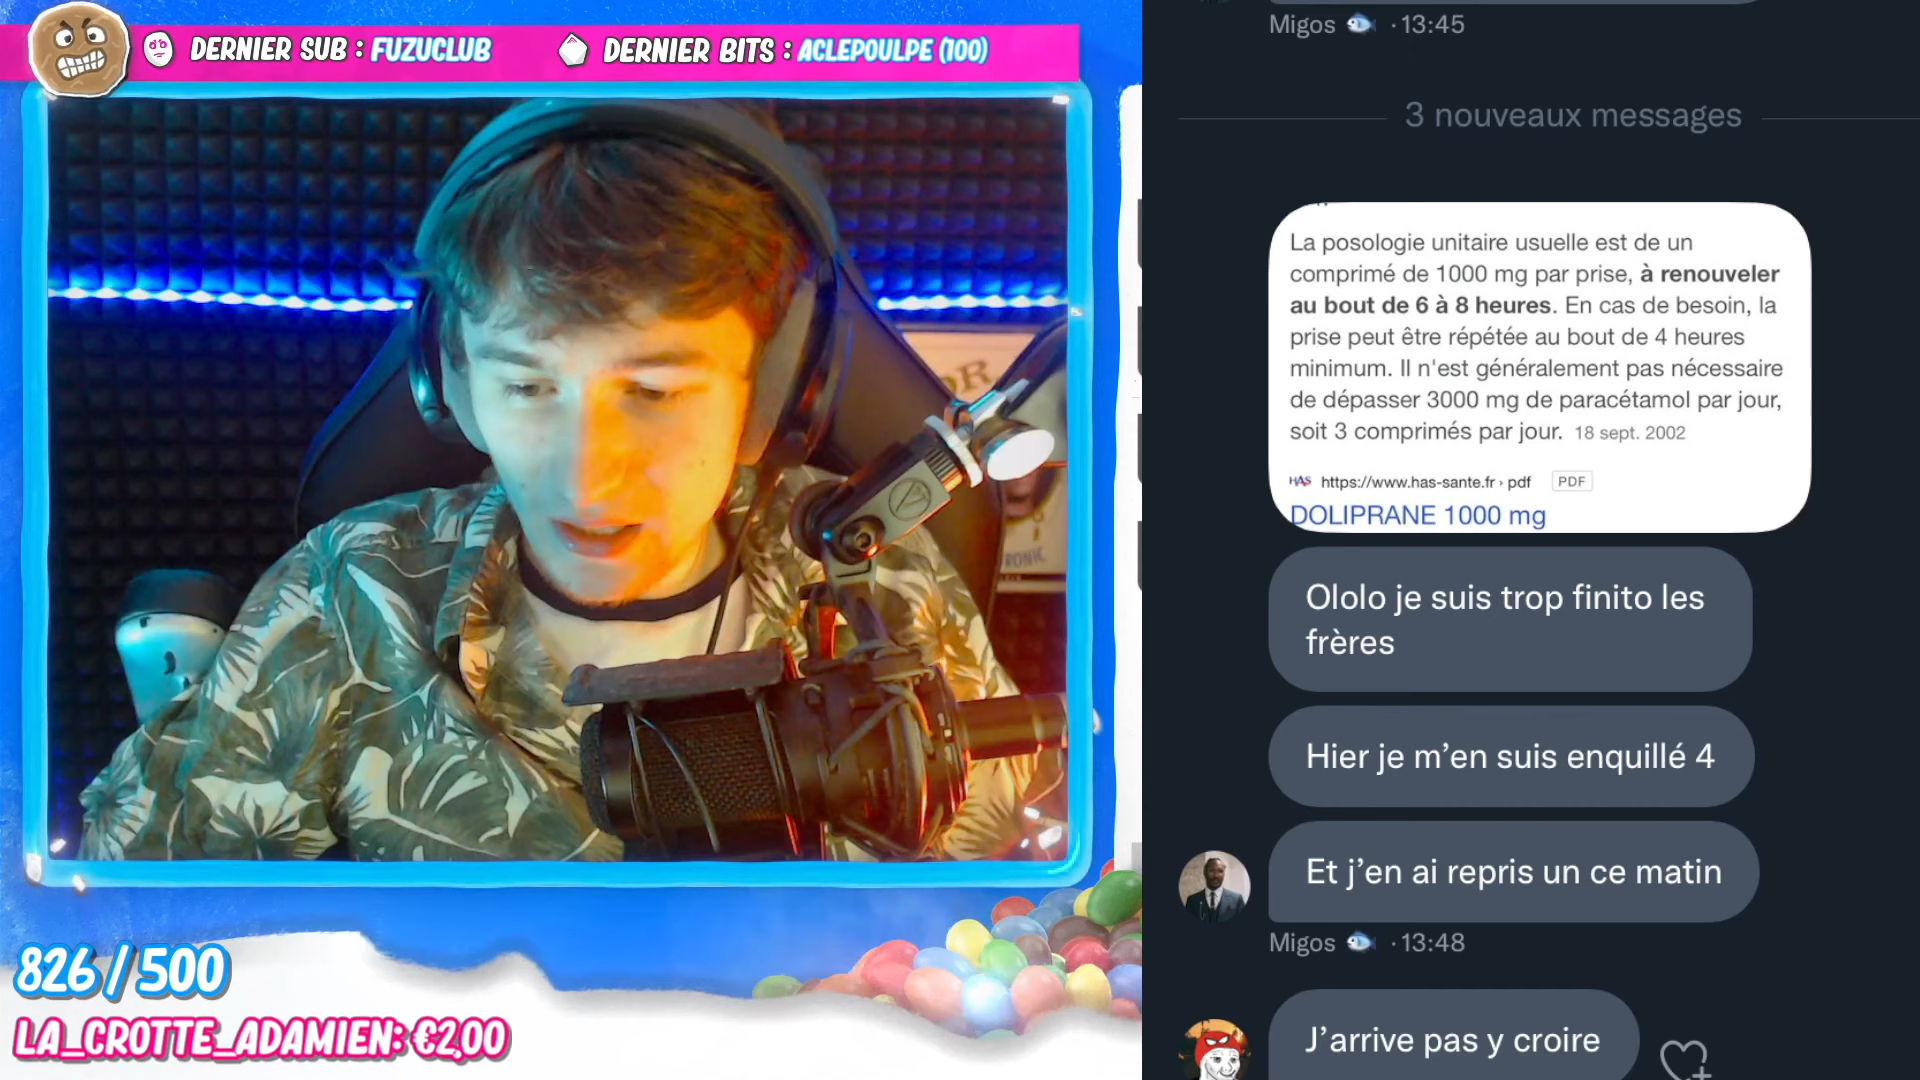 DERNIER SUB : FUZUCLUB
DERNIER BITS : ACLEPOULPE (100)
826 / 500
LA_CROTTE_ADAMIEN: €2,00
Migos · 13:45
3 nouveaux messages
La posologie unitaire usuelle est de un
comprimé de 1000 mg par prise, à renouveler
au bout de 6 à 8 heures. En cas de besoin, la
prise peut être répétée au bout de 4 heures
minimum. Il n'est généralement pas nécessaire
de dépasser 3000 mg de paracétamol par jour,
soit 3 comprimés par jour. 18 sept. 2002
HAS https://www.has-sante.fr › pdf PDF
DOLIPRANE 1000 mg
Ololo je suis trop finito les
frères
Hier je m’en suis enquillé 4
Et j’en ai repris un ce matin
Migos · 13:48
J’arrive pas y croire